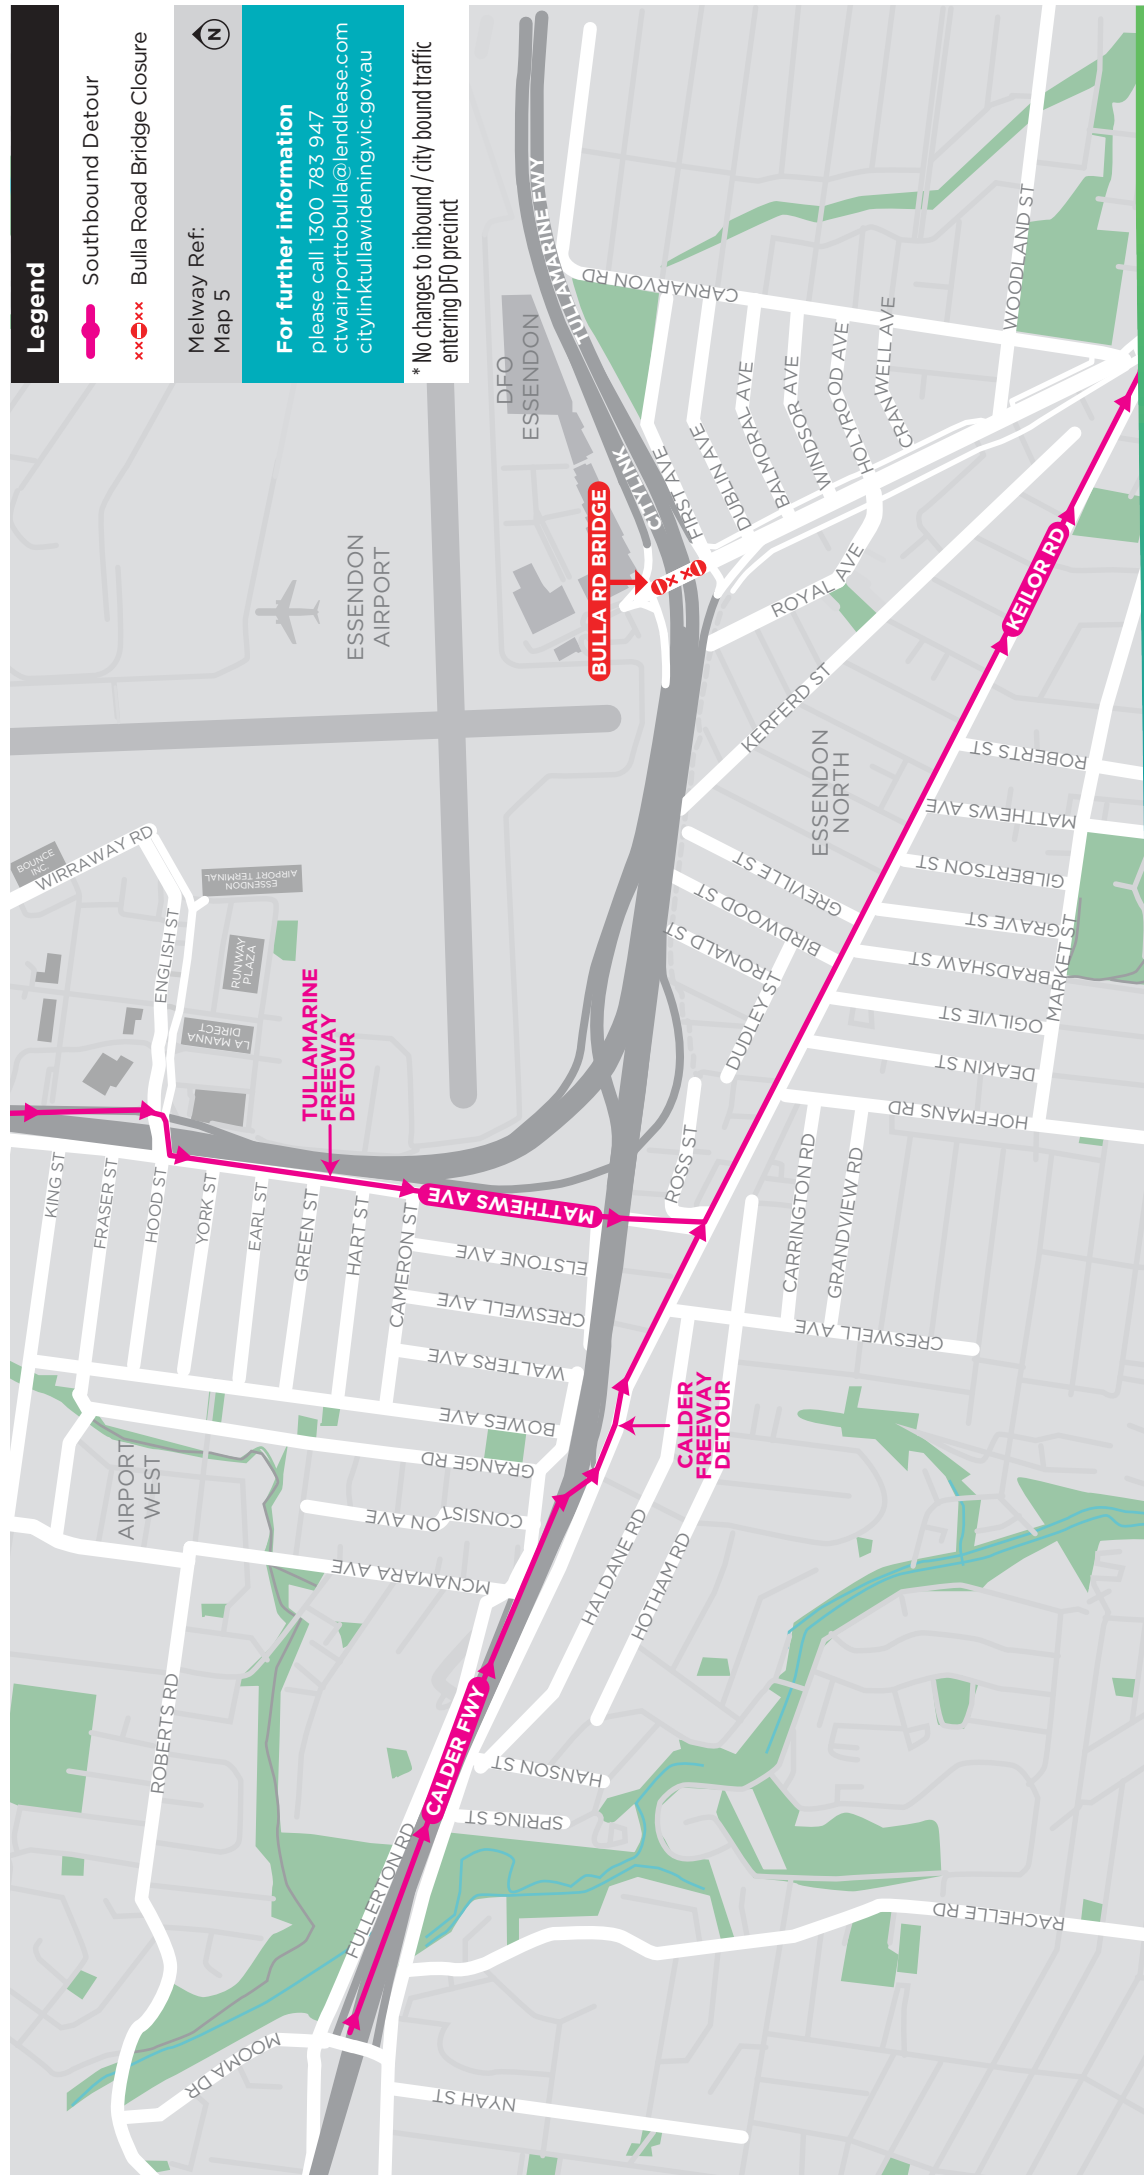 Legend
Southbound Detour
Bulla Road Bridge Closure
Melway Ref:
Map 5
N
For further information
please call 1300 783 947
ctwairporttobulla@lendlease.com
citylinktullawidening.vic.gov.au
* No changes to inbound / city bound traffic
entering DFO precinct
BOUNCE
INC.
WIRRAWAY RD
ENGLISH ST
ESSENDON
AIRPORT TERMINAL
RUNWAY
PLAZA
LA MANNA
DIRECT
ESSENDON
AIRPORT
DFO
ESSENDON
TULLAMARINE FWY
CITYLINK
BULLA RD BRIDGE
TULLAMARINE
FREEWAY
DETOUR
KING ST
FRASER ST
HOOD ST
YORK ST
EARL ST
GREEN ST
HART ST
CAMERON ST
MATTHEWS AVE
ELSTONE AVE
CRESWELL AVE
WALTERS AVE
BOWES AVE
GRANGE RD
CONSIST
ON AVE
MCNAMARA AVE
AIRPORT
WEST
ROBERTS RD
FULLERTON RD
CALDER FWY
MOOMA DR
NYAH ST
SPRING ST
HANSON ST
HALDANE RD
HOTHAM RD
CALDER
FREEWAY
DETOUR
RACHELLE RD
CRESWELL AVE
GRANDVIEW RD
CARRINGTON RD
ROSS ST
HOFFMANS RD
DEAKIN ST
OGILVIE ST
BRADSHAW ST
GRAVE ST
GILBERTSON ST
MATTHEWS AVE
ROBERTS ST
MARKET ST
DUDLEY ST
RONALD ST
BIRDWOOD ST
GREVILLE ST
ESSENDON
NORTH
KERFERD ST
ROYAL AVE
KEILOR RD
FIRST AVE
DUBLIN AVE
BALMORAL AVE
WINDSOR AVE
HOLYROOD AVE
CRANWELL AVE
CARNARVON RD
WOODLAND ST